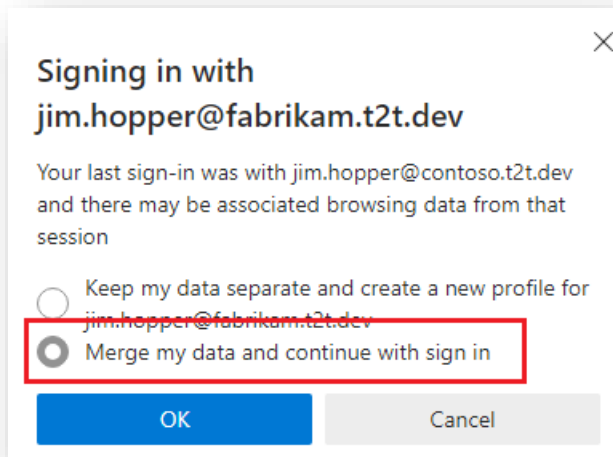 Signing in with
jim.hopper@fabrikam.t2t.dev
Your last sign-in was with jim.hopper@contoso.t2t.dev
and there may be associated browsing data from that
session
Keep my data separate and create a new profile for
jim.hopper@fabrikam.t2t.dev
Merge my data and continue with sign in
OK
Cancel